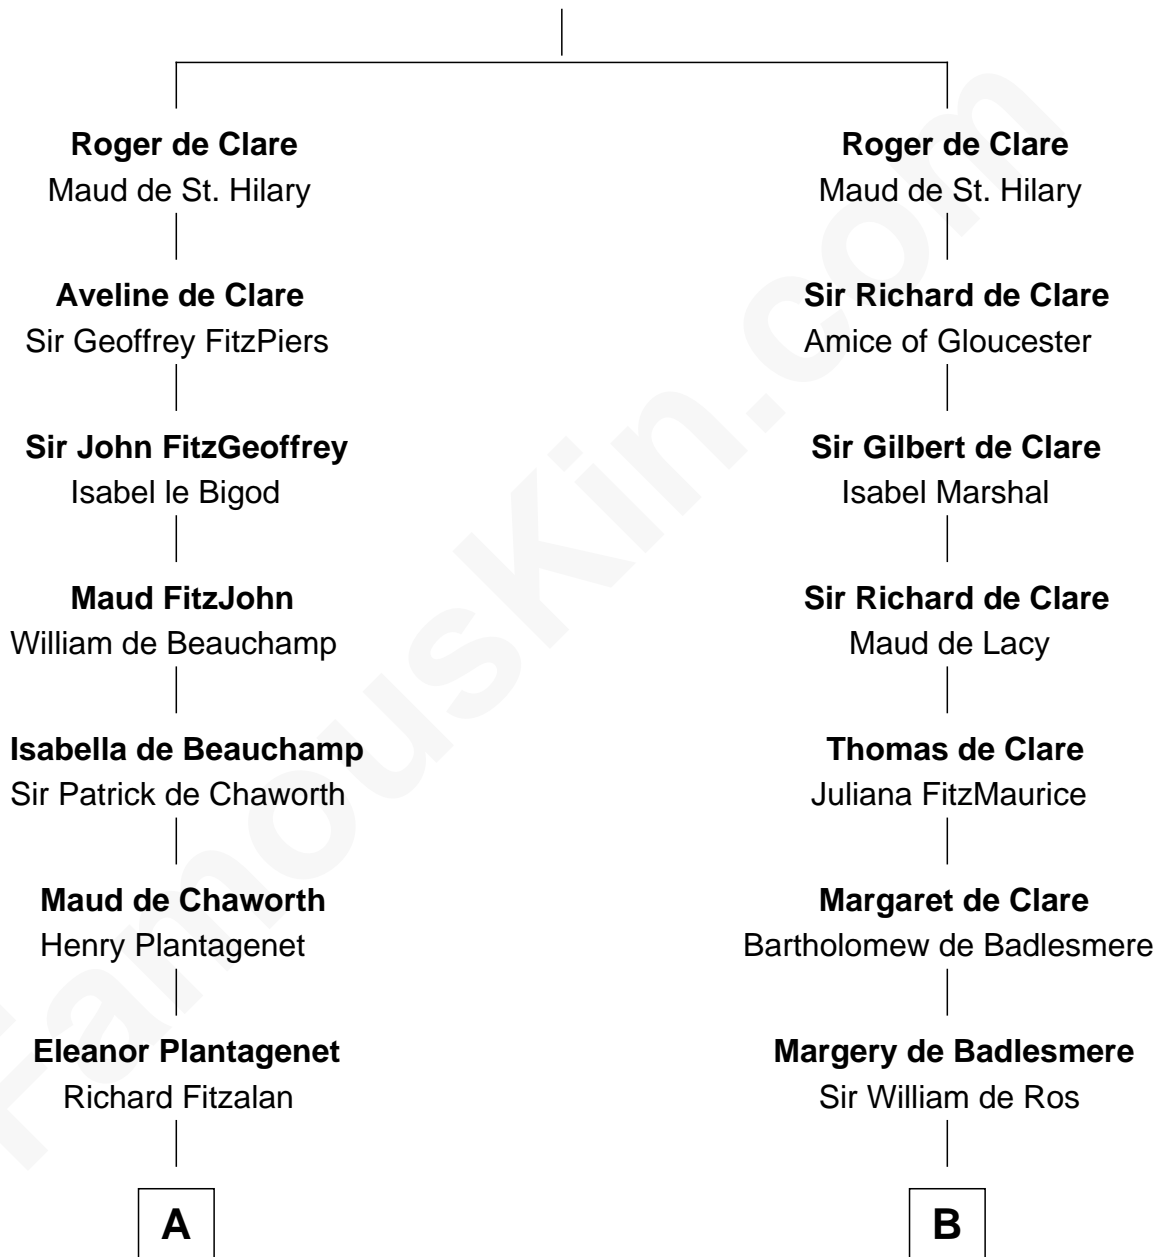 Roger de Clare
Maud de St. Hilary
Aveline de Clare
Sir Geoffrey FitzPiers
Sir John FitzGeoffrey
Isabel le Bigod
Maud FitzJohn
William de Beauchamp
Isabella de Beauchamp
Sir Patrick de Chaworth
Maud de Chaworth
Henry Plantagenet
Eleanor Plantagenet
Richard Fitzalan
A
Roger de Clare
Maud de St. Hilary
Sir Richard de Clare
Amice of Gloucester
Sir Gilbert de Clare
Isabel Marshal
Sir Richard de Clare
Maud de Lacy
Thomas de Clare
Juliana FitzMaurice
Margaret de Clare
Bartholomew de Badlesmere
Margery de Badlesmere
Sir William de Ros
B
FamousKin.com